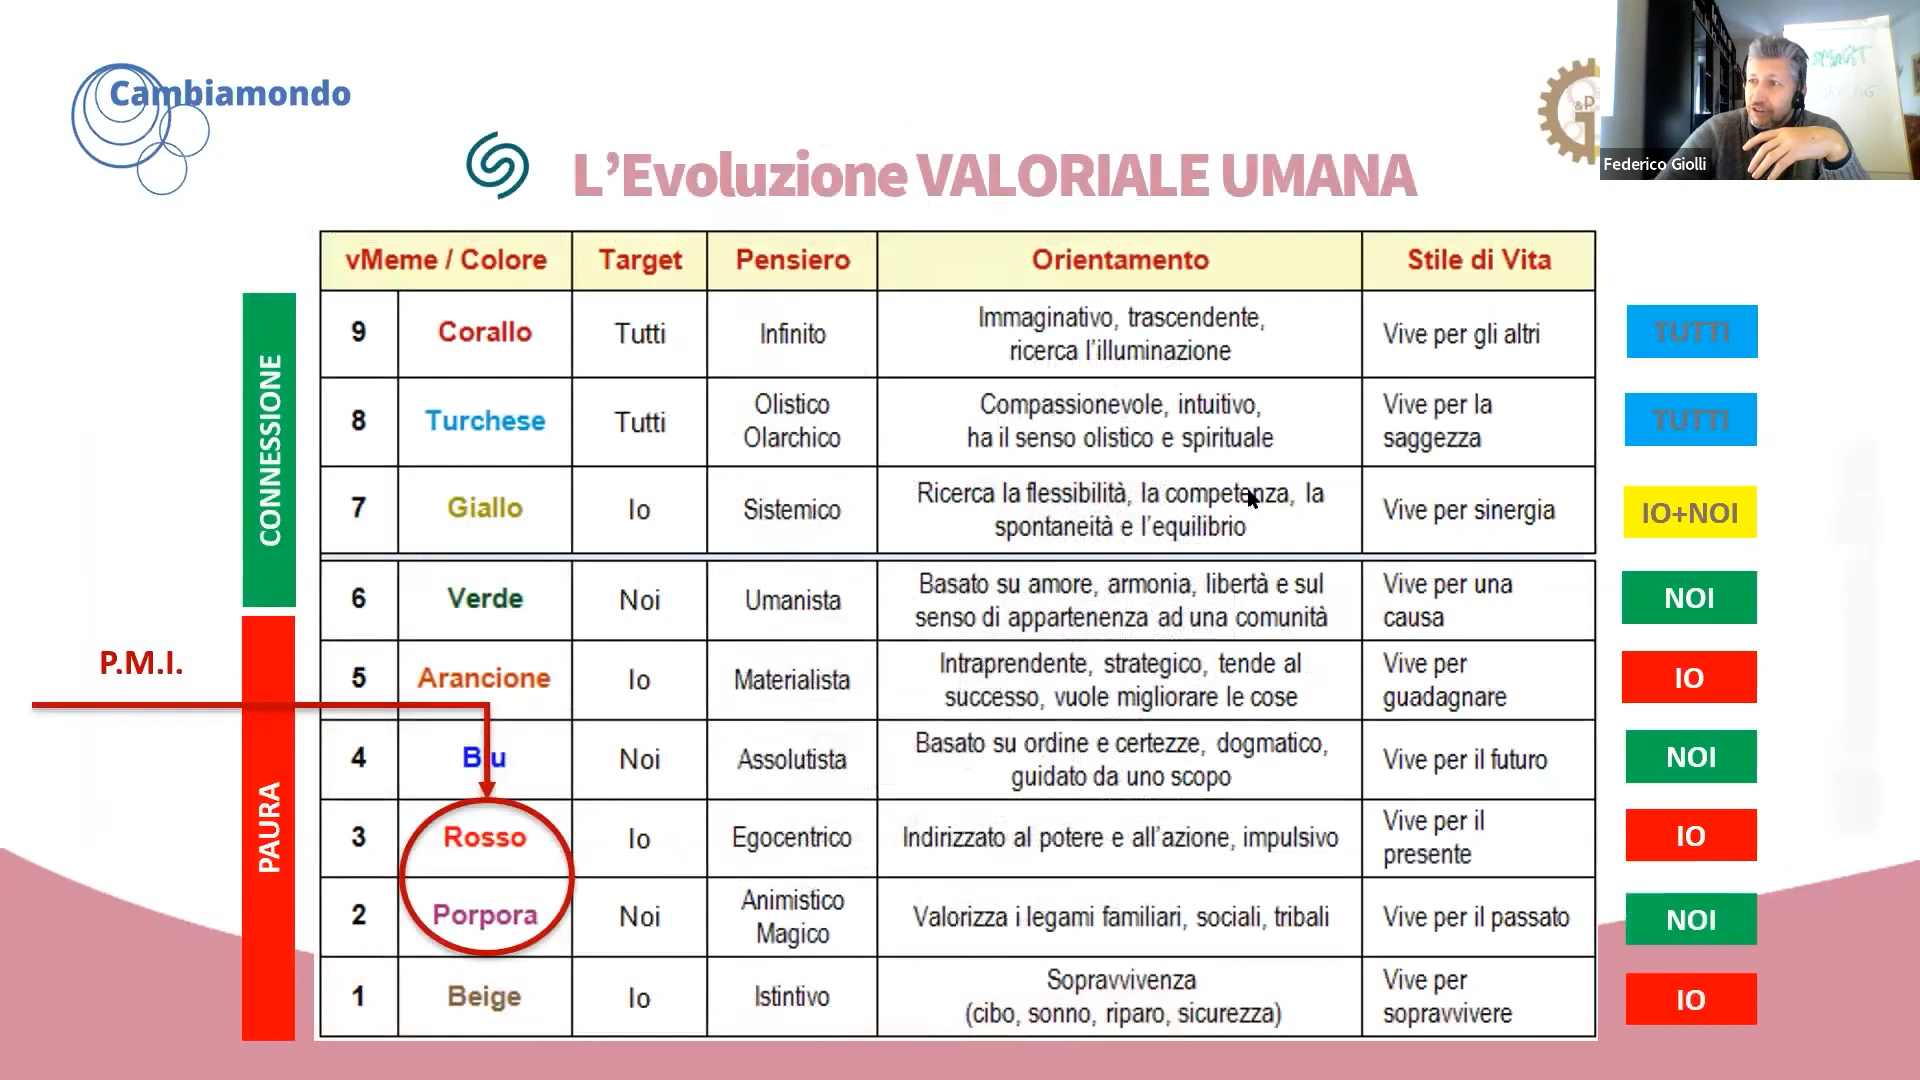 Cambiamondo
&P
SMART
Federico Giolli
L'Evoluzione VALORIALE UMANA
vMeme / Colore Target Pensiero Orientamento Stile di Vita
CONNESSIONE
9 Corallo Tutti Infinito Immaginativo, trascendente,
ricerca l'illuminazione Vive per gli altri TUTTI
8 Turchese Tutti Olistico
Olarchico Compassionevole, intuitivo,
ha il senso olistico e spirituale Vive per la
saggezza TUTTI
7 Giallo Io Sistemico Ricerca la flessibilità, la competenza, la
spontaneità e l'equilibrio Vive per sinergia IO+NOI
6 Verde Noi Umanista Basato su amore, armonia, libertà e sul
senso di appartenenza ad una comunità Vive per una
causa NOI
P.M.I.
PAURA
5 Arancione Io Materialista Intraprendente, strategico, tende al
successo, vuole migliorare le cose Vive per
guadagnare IO
4 Blu Noi Assolutista Basato su ordine e certezze, dogmatico,
guidato da uno scopo Vive per il futuro NOI
3 Rosso Io Egocentrico Indirizzato al potere e all'azione, impulsivo Vive per il
presente IO
2 Porpora Noi Animistico
Magico Valorizza i legami familiari, sociali, tribali Vive per il passato NOI
1 Beige Io Istintivo Sopravvivenza
(cibo, sonno, riparo, sicurezza) Vive per
sopravvivere IO